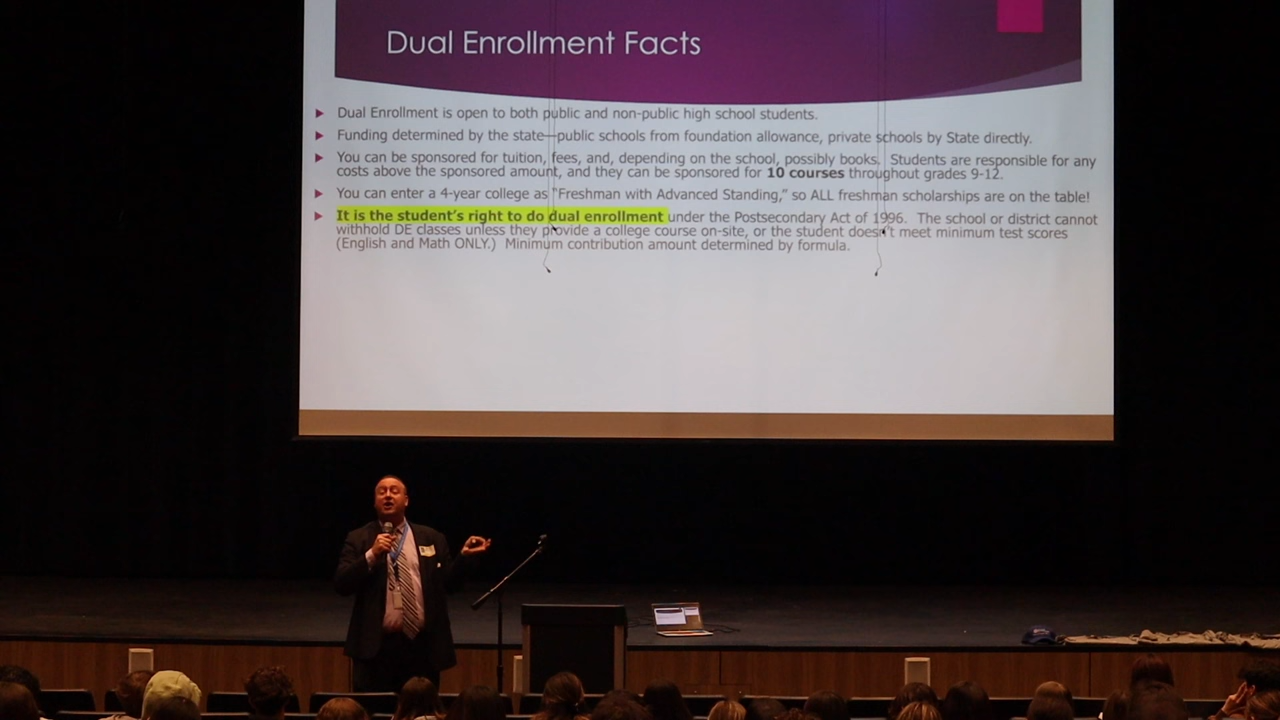 Dual Enrollment Facts
Dual Enrollment is open to both public and non-public high school students.
Funding determined by the state—public schools from foundation allowance, private schools by State directly.
You can be sponsored for tuition, fees, and, depending on the school, possibly books. Students are responsible for any
costs above the sponsored amount, and they can be sponsored for 10 courses throughout grades 9-12.
You can enter a 4-year college as "Freshman with Advanced Standing," so ALL freshman scholarships are on the table!
It is the student's right to do dual enrollment under the Postsecondary Act of 1996. The school or district cannot
withhold DE classes unless they provide a college course on-site, or the student doesn't meet minimum test scores
(English and Math ONLY.) Minimum contribution amount determined by formula.